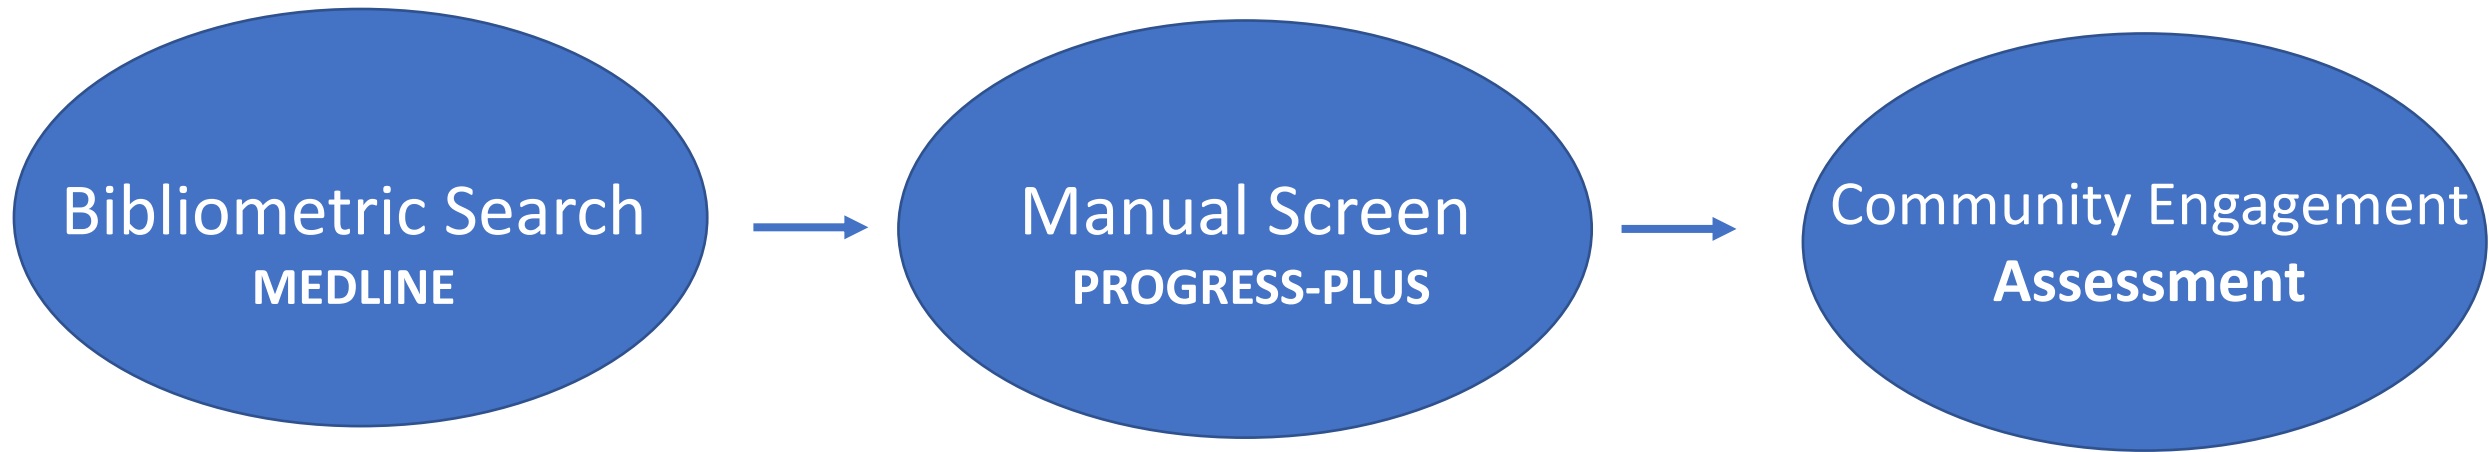 Bibliometric Search
MEDLINE
Manual Screen
PROGRESS-PLUS
Community Engagement
Assessment